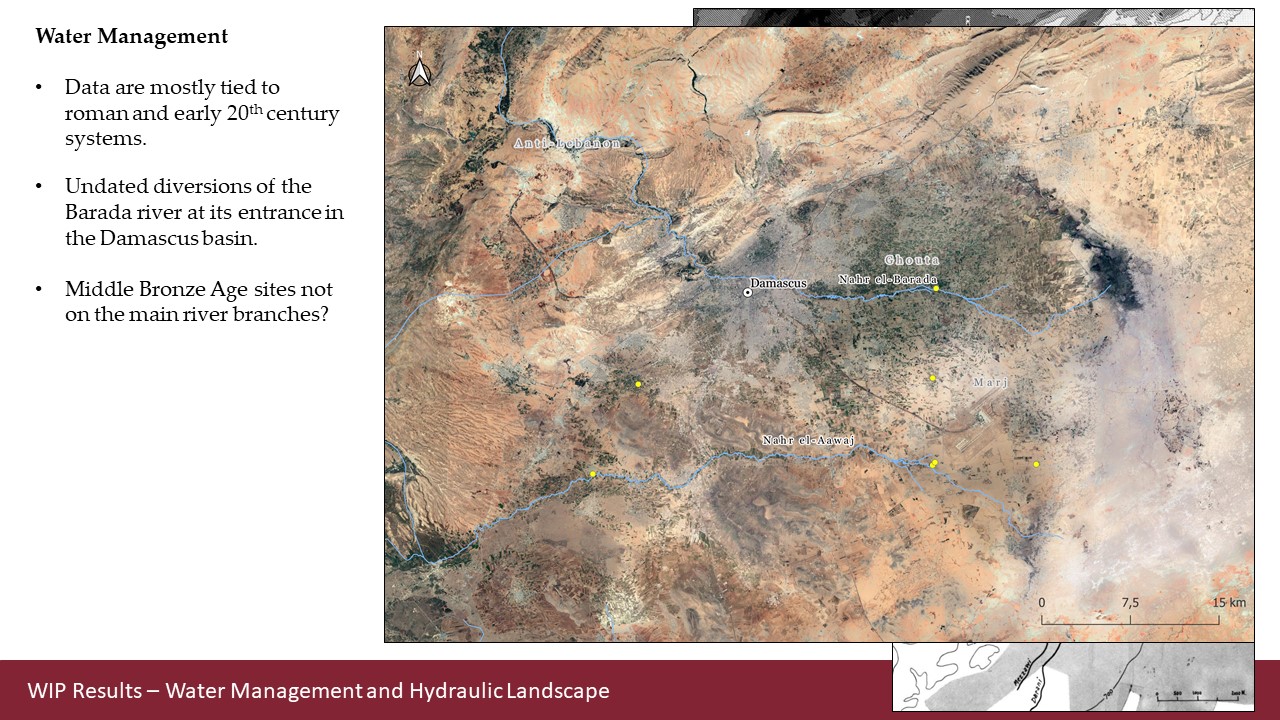 Water Management
• Data are mostly tied to
roman and early 20th century
systems.
• Undated diversions of the
Barada river at its entrance in
the Damascus basin.
• Middle Bronze Age sites not
on the main river branches?
N
Anti-Lebanon
Ghouta
Nahr el-Barada
Damascus
Marj
Nahr el-Aawaj
0 7,5 15 km
Mezzaoui
Darani
700
WIP Results – Water Management and Hydraulic Landscape